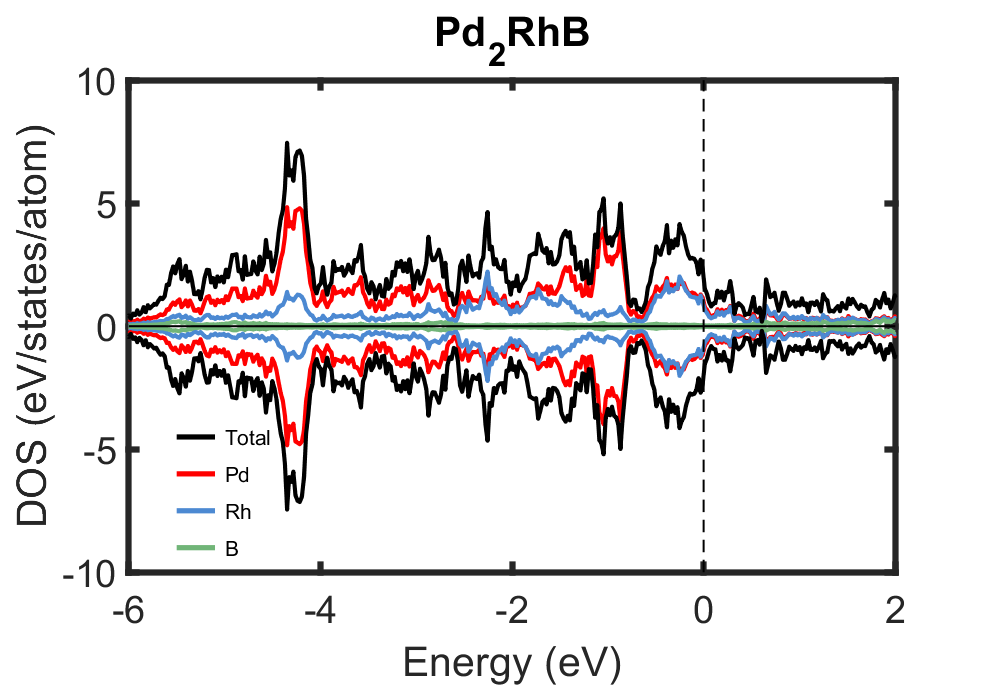 Pd2RhB
DOS (eV/states/atom)
10
5
0
-5
-10
Total
Pd
Rh
B
-6 -4 -2 0 2
Energy (eV)